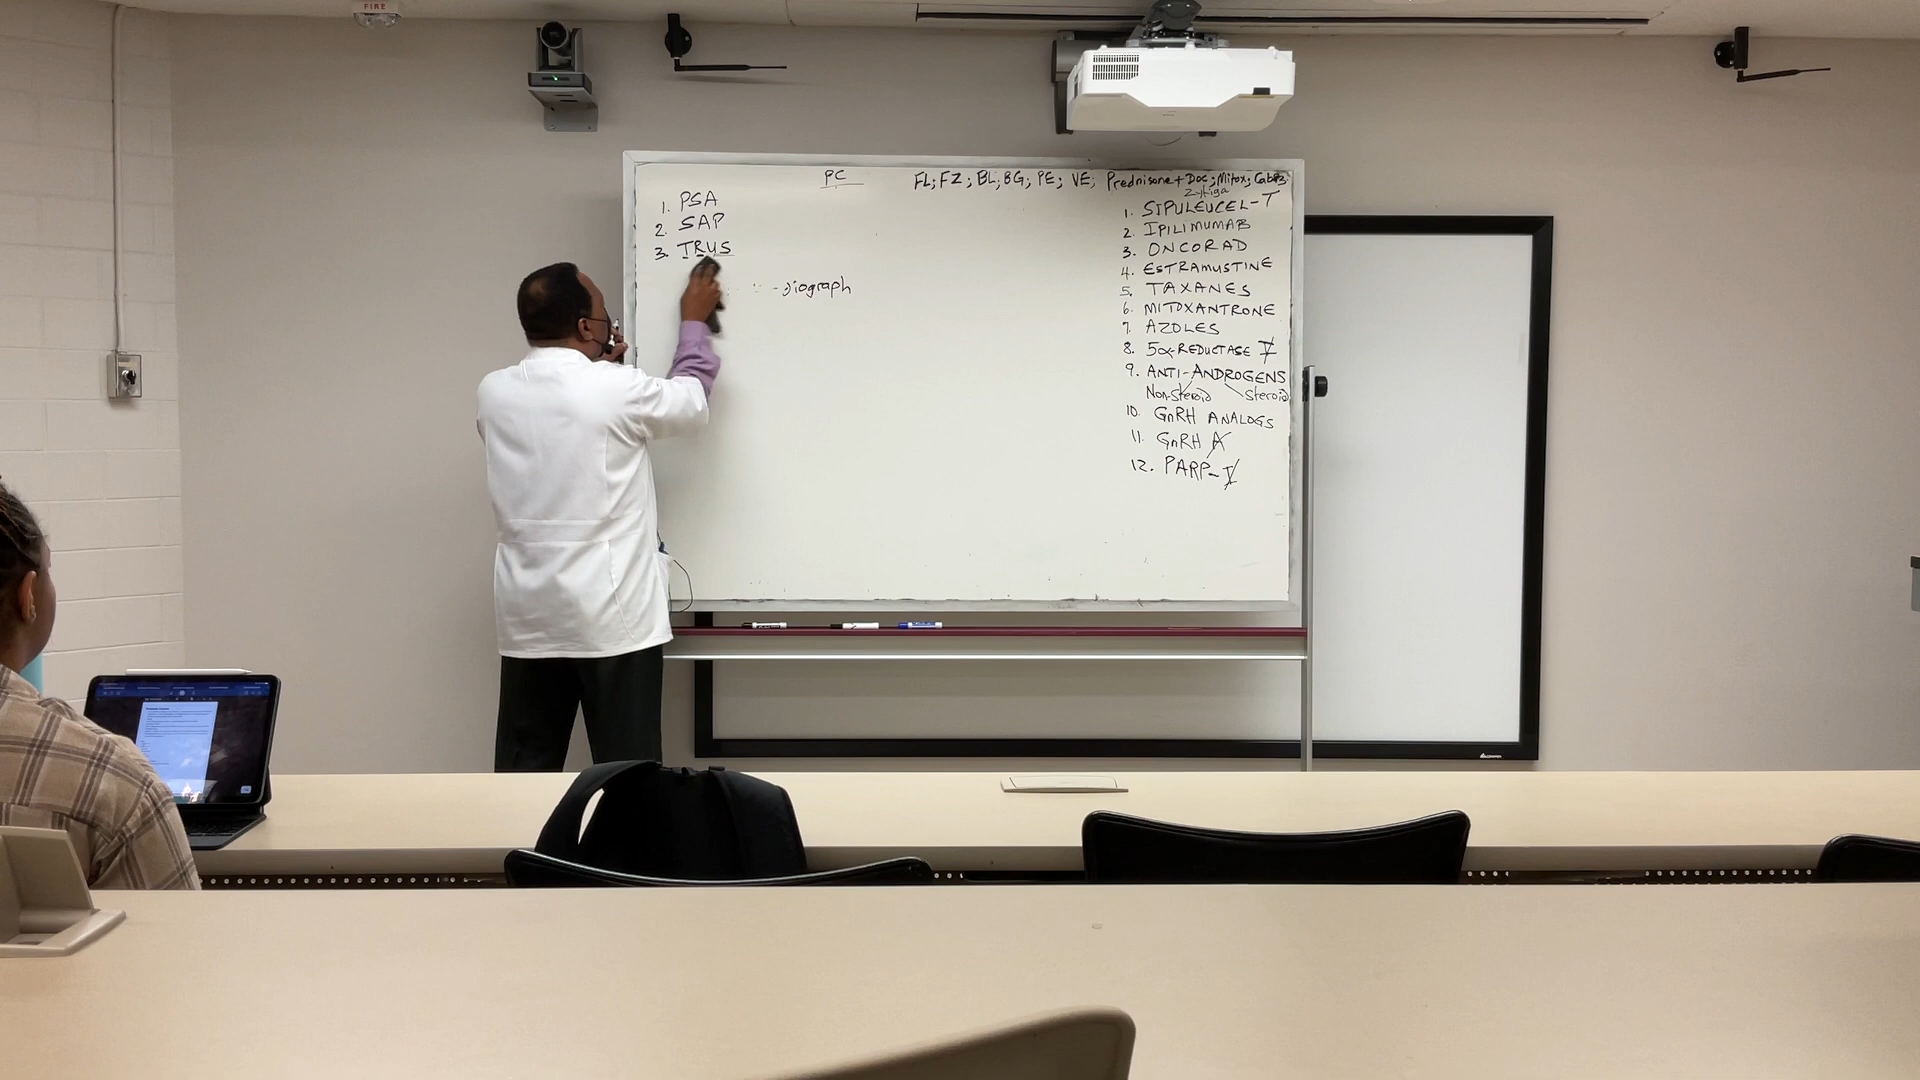 FIRE
PC
FL; FZ; BL; BG; PE; VE; Prednisone + Doc; Mitox; Cabaz;
1. PSA
2. SAP
3. TRUS
diograph
Zytiga
1. SIPULEUCEL-T
2. IPILIMUMAB
3. ONCORAD
4. ESTRAMUSTINE
5. TAXANES
6. MITOXANTRONE
7. AZOLES
8. 5α-REDUCTASE I
9. ANTI-ANDROGENS
Non-Steroid Steroid
10. GnRH ANALOGS
11. GnRH A
12. PARP-I